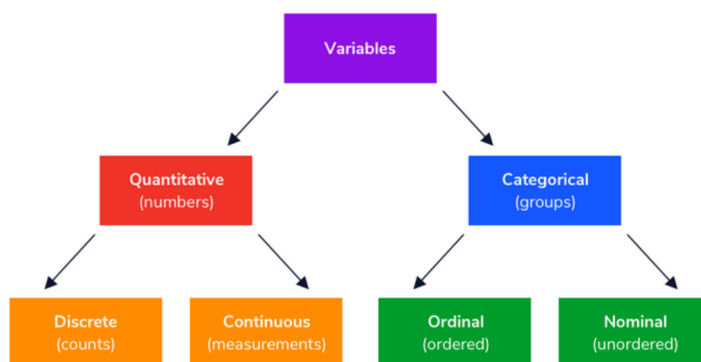 Variables
Quantitative
(numbers)
Categorical
(groups)
Discrete
(counts)
Continuous
(measurements)
Ordinal
(ordered)
Nominal
(unordered)